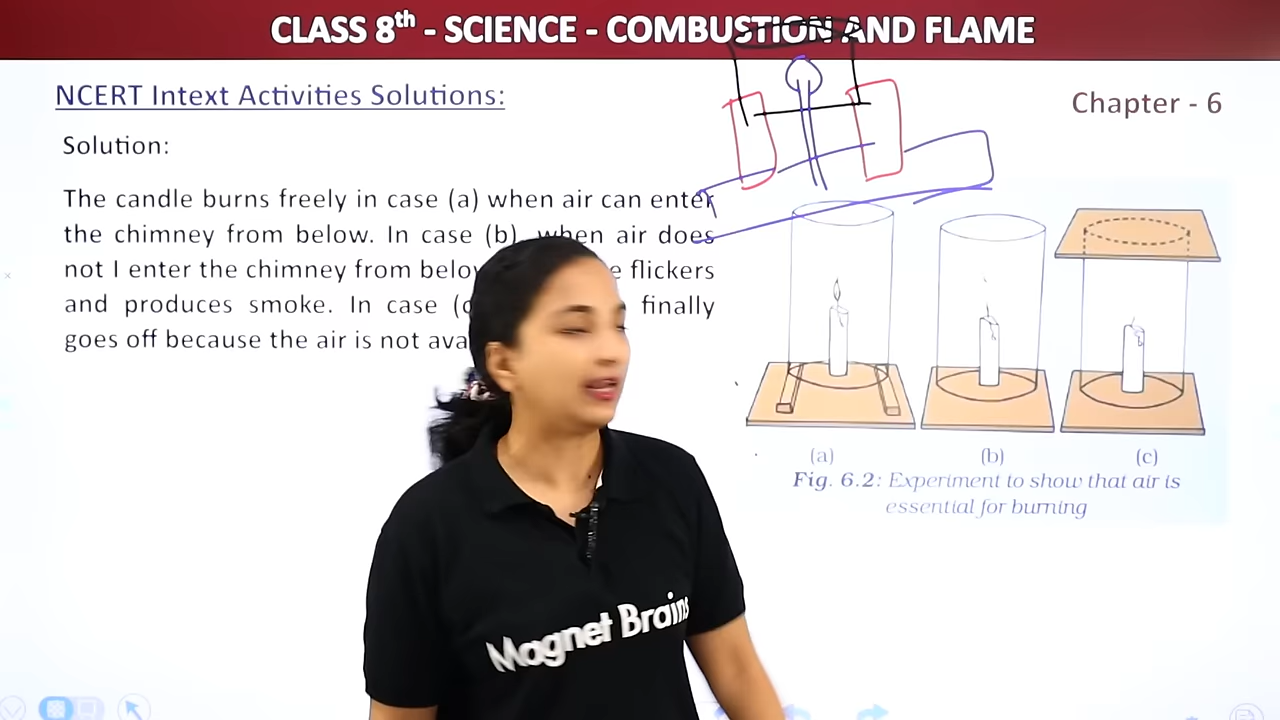 CLASS 8th - SCIENCE - COMBUSTION AND FLAME
NCERT Intext Activities Solutions:
Chapter - 6
Solution:
The candle burns freely in case (a) when air can enter
the chimney from below. In case (b), when air does
not I enter the chimney from below flickers
and produces smoke. In case ( finally
goes off because the air is not
(a) (b) (c)
Fig. 6.2: Experiment to show that air is
essential for burning
Magnet Brains